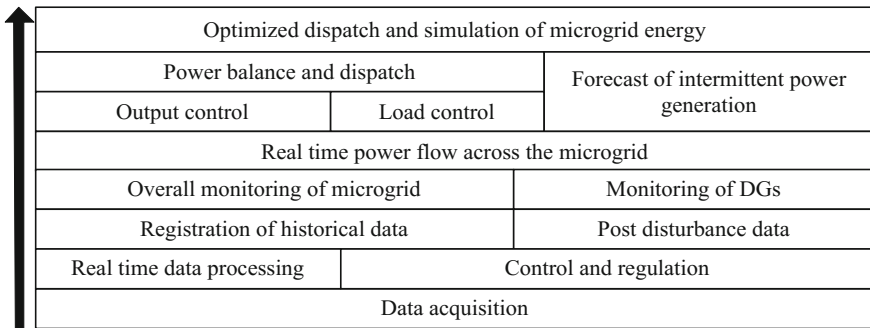 Optimized dispatch and simulation of microgrid energy
Power balance and dispatch
Forecast of intermittent power
generation
Output control
Load control
Real time power flow across the microgrid
Overall monitoring of microgrid
Monitoring of DGs
Registration of historical data
Post disturbance data
Real time data processing
Control and regulation
Data acquisition